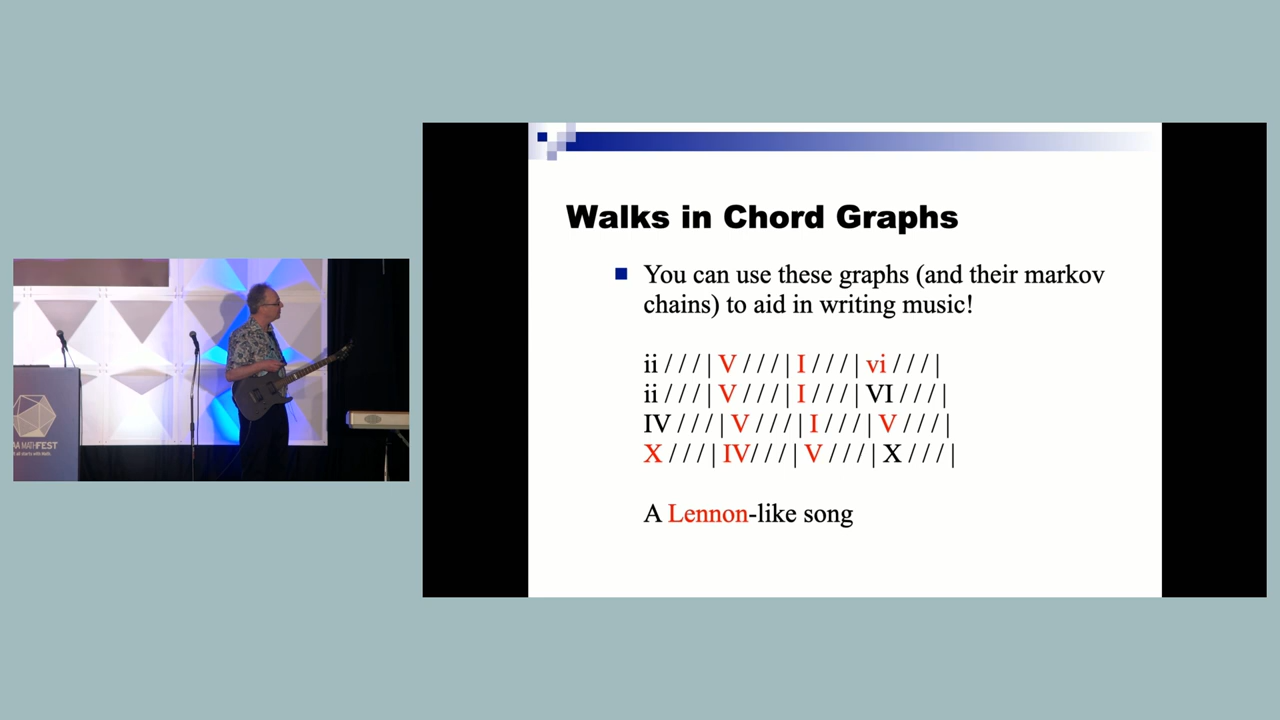 Walks in Chord Graphs
You can use these graphs (and their markov
chains) to aid in writing music!
ii / / / | V / / / | I / / / | vi / / / |
ii / / / | V / / / | I / / / | VI / / / |
IV / / / | V / / / | I / / / | V / / / |
X / / / | IV / / / | V / / / | X / / / |
A Lennon-like song
FEST